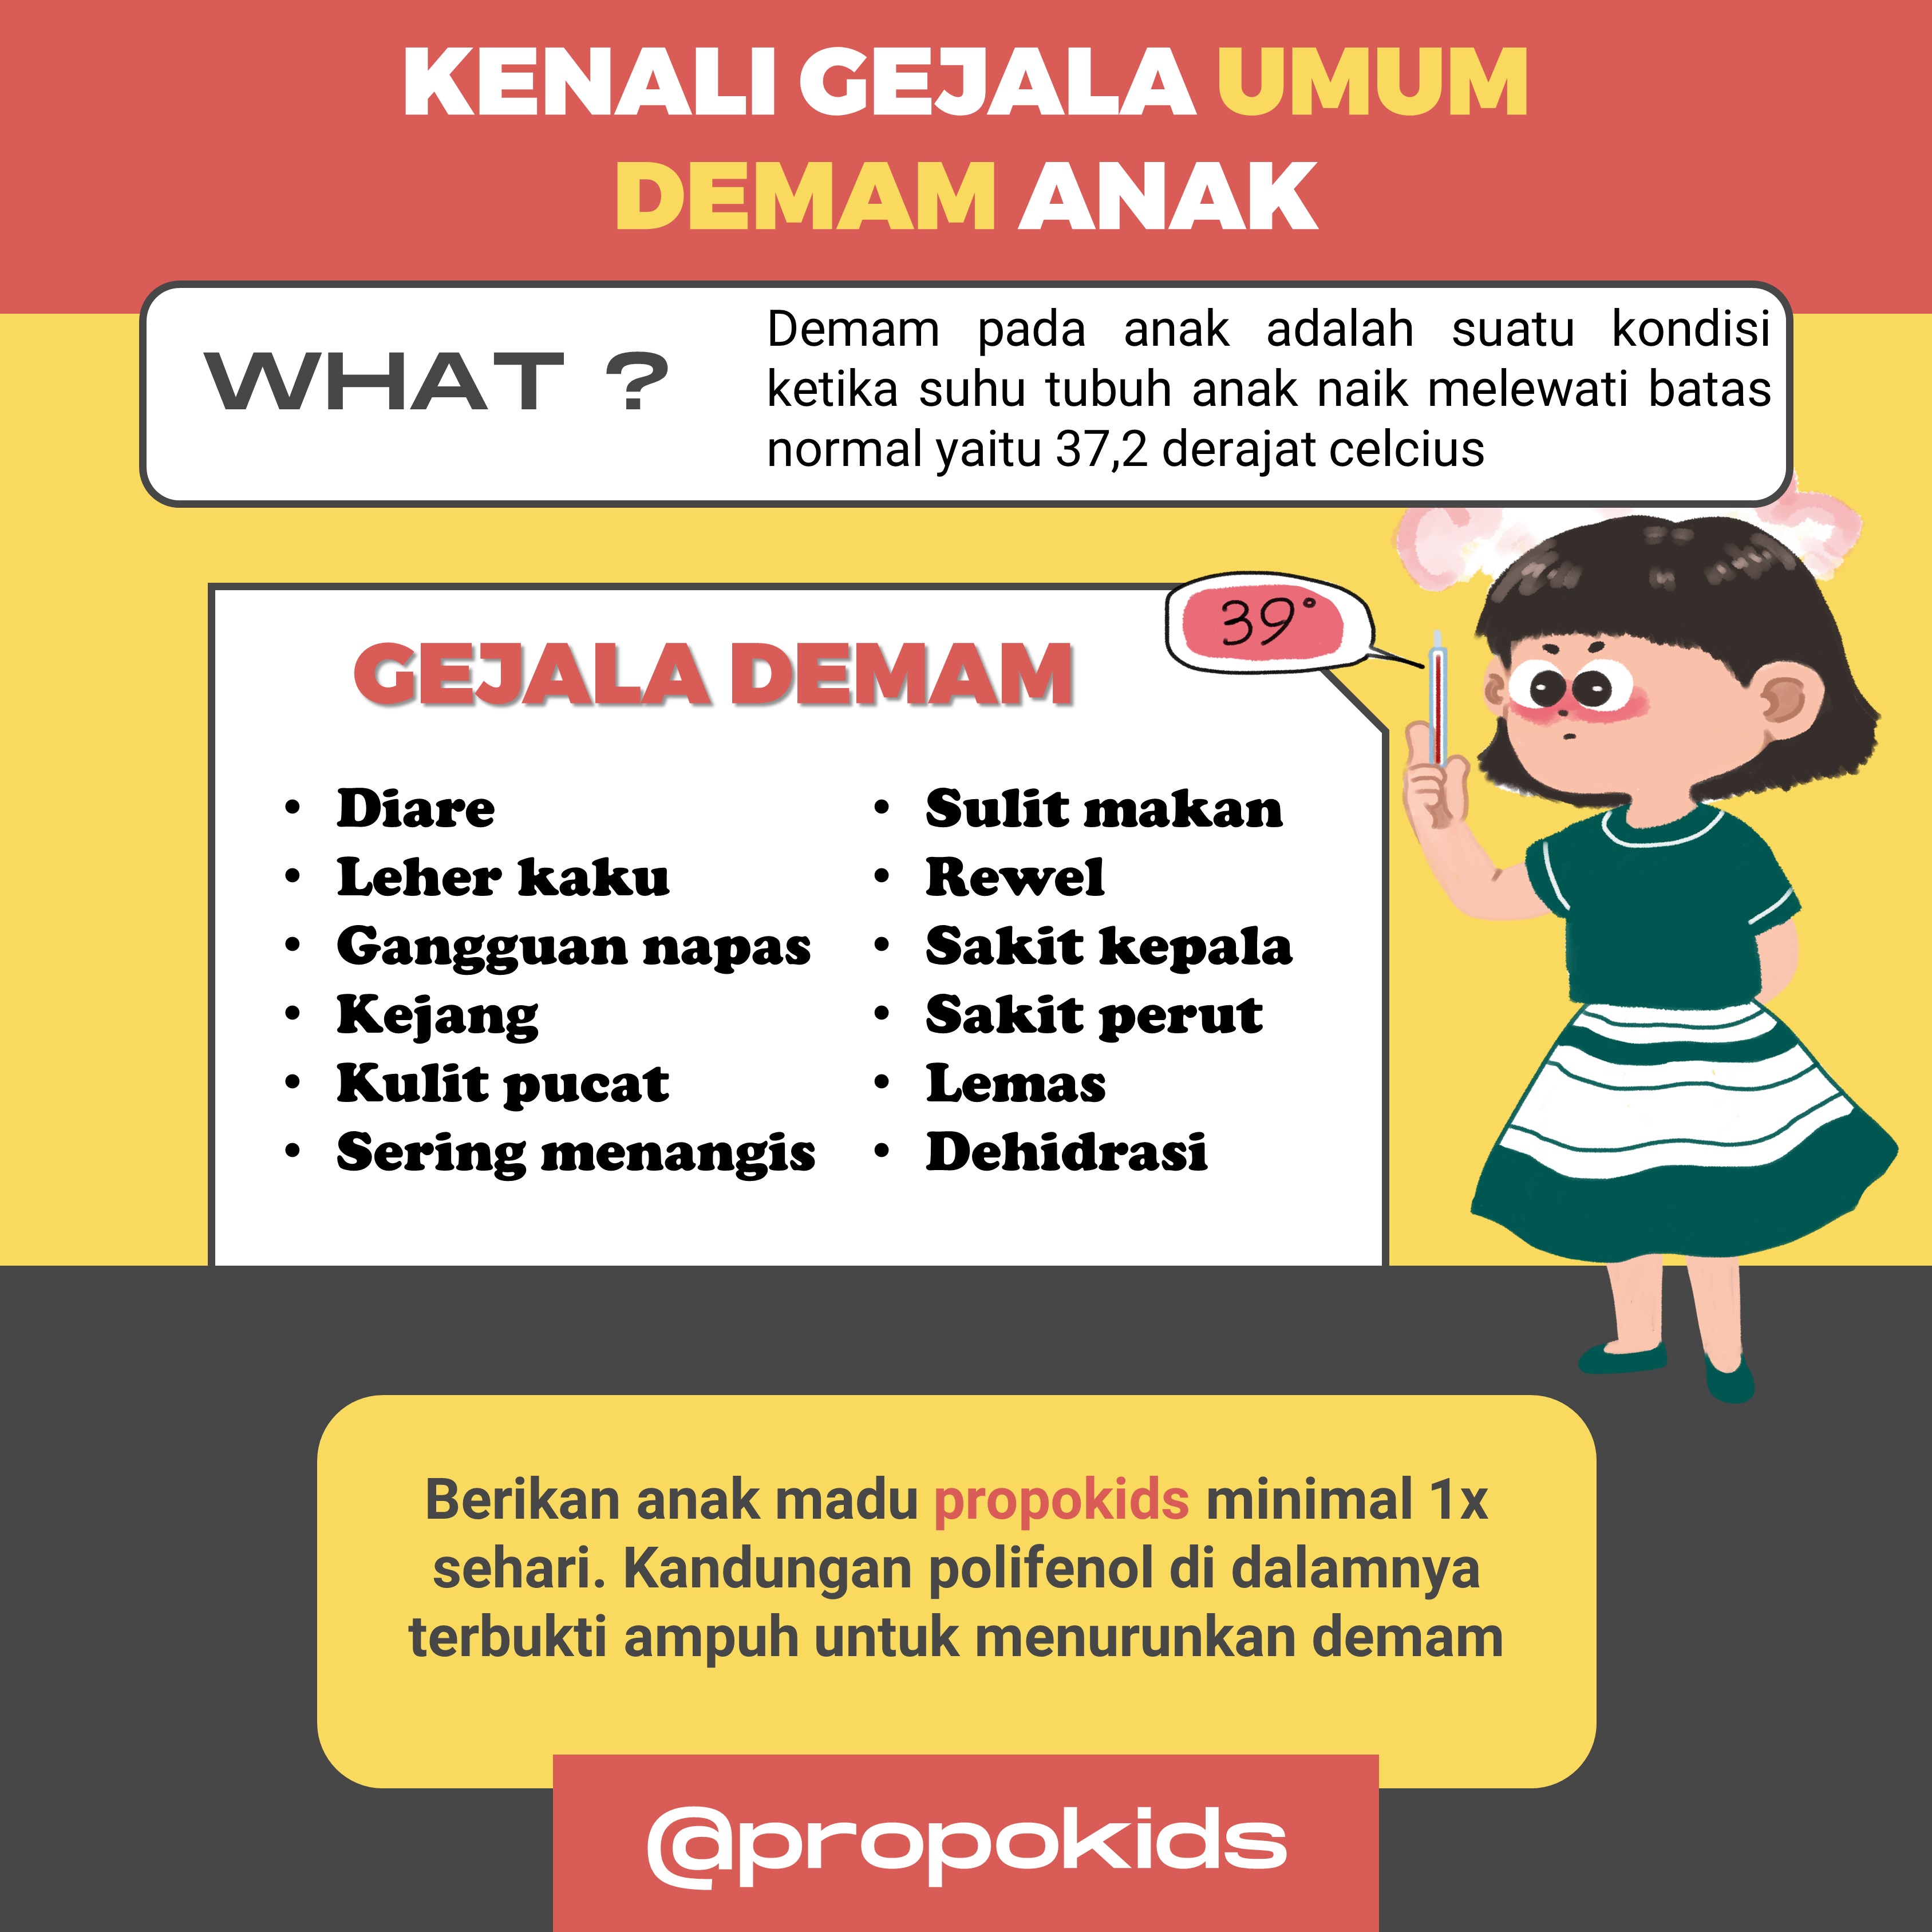 KENALI GEJALA UMUM
DEMAM ANAK
WHAT ?
Demam pada anak adalah suatu kondisi
ketika suhu tubuh anak naik melewati batas
normal yaitu 37,2 derajat celcius
39°
GEJALA DEMAM
• Diare
• Leher kaku
• Gangguan napas
• Kejang
• Kulit pucat
• Sering menangis
• Sulit makan
• Rewel
• Sakit kepala
• Sakit perut
• Lemas
• Dehidrasi
Berikan anak madu propokids minimal 1x
sehari. Kandungan polifenol di dalamnya
terbukti ampuh untuk menurunkan demam
@propokids